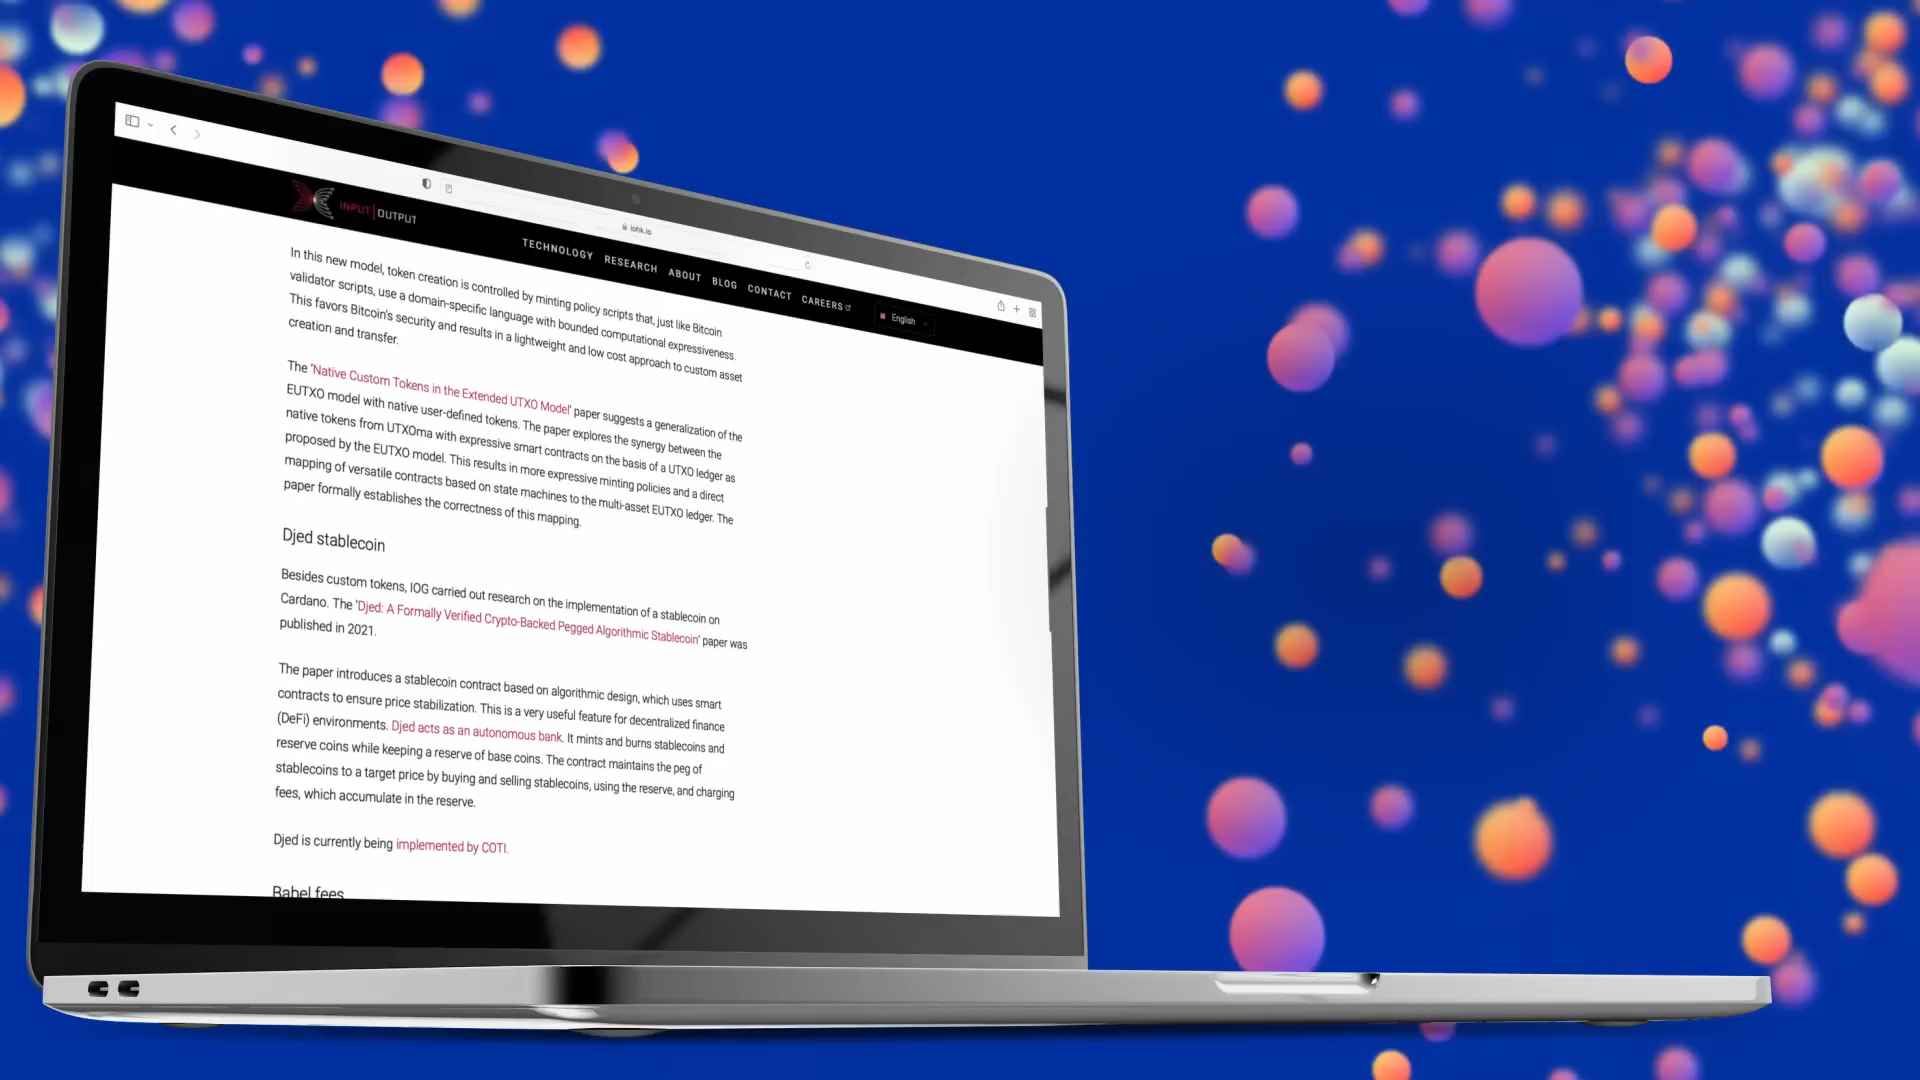 iohk.io
INPUT|OUTPUT
TECHNOLOGY RESEARCH ABOUT BLOG CONTACT CAREERS
English
In this new model, token creation is controlled by minting policy scripts that, just like Bitcoin
validator scripts, use a domain-specific language with bounded computational expressiveness.
This favors Bitcoin's security and results in a lightweight and low cost approach to custom asset
creation and transfer.
The 'Native Custom Tokens in the Extended UTXO Model' paper suggests a generalization of the
EUTXO model with native user-defined tokens. The paper explores the synergy between the
native tokens from UTXOma with expressive smart contracts on the basis of a UTXO ledger as
proposed by the EUTXO model. This results in more expressive minting policies and a direct
mapping of versatile contracts based on state machines to the multi-asset EUTXO ledger. The
paper formally establishes the correctness of this mapping.
Djed stablecoin
Besides custom tokens, IOG carried out research on the implementation of a stablecoin on
Cardano. The 'Djed: A Formally Verified Crypto-Backed Pegged Algorithmic Stablecoin' paper was
published in 2021.
The paper introduces a stablecoin contract based on algorithmic design, which uses smart
contracts to ensure price stabilization. This is a very useful feature for decentralized finance
(DeFi) environments. Djed acts as an autonomous bank. It mints and burns stablecoins and
reserve coins while keeping a reserve of base coins. The contract maintains the peg of
stablecoins to a target price by buying and selling stablecoins, using the reserve, and charging
fees, which accumulate in the reserve.
Djed is currently being implemented by COTI.
Babel fees